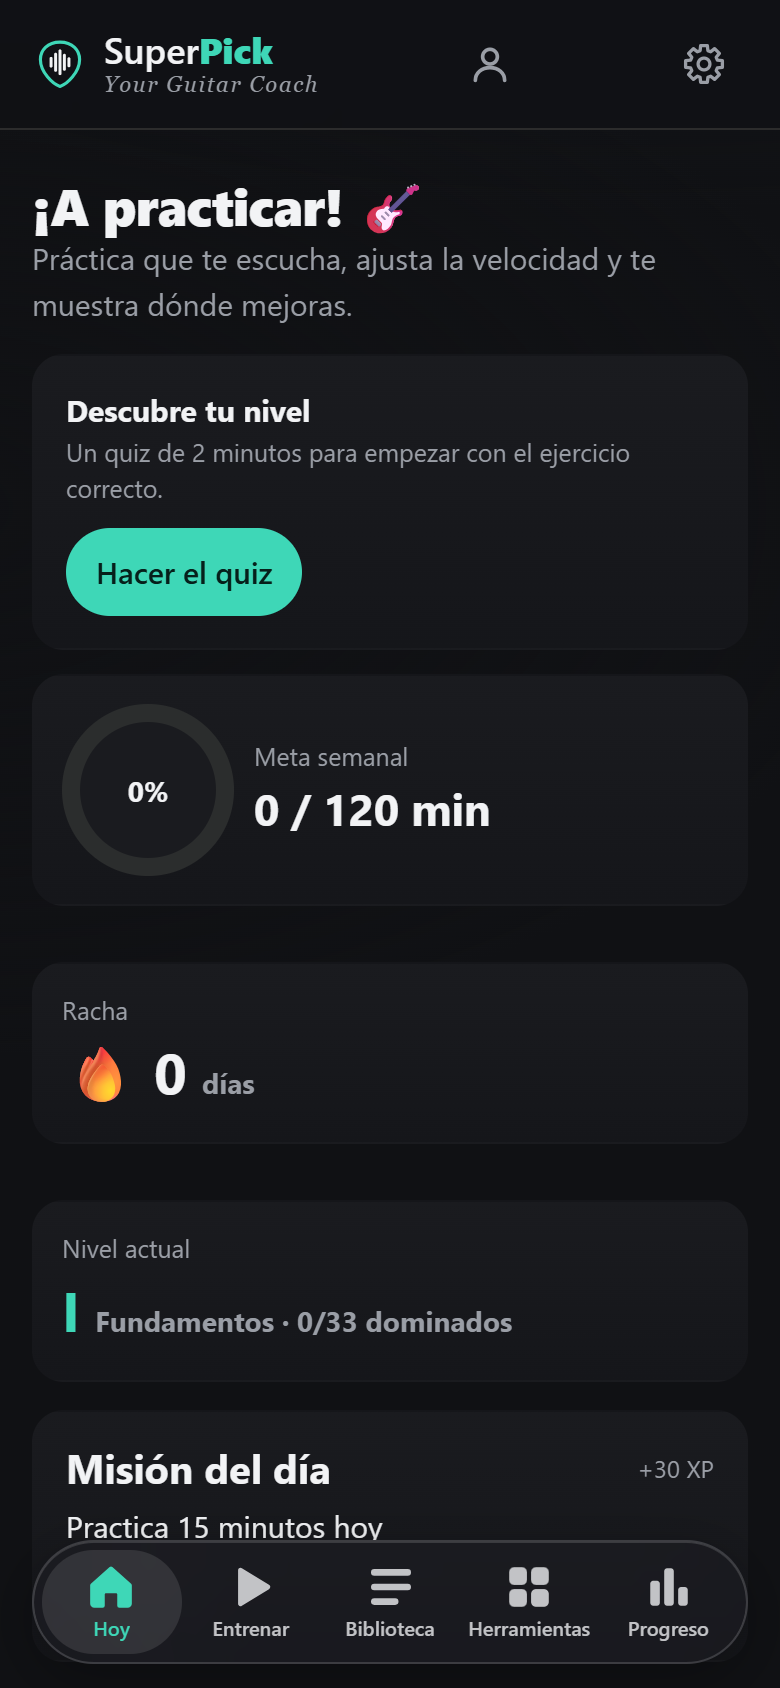 SuperPick
Your Guitar Coach
¡A practicar!
Práctica que te escucha, ajusta la velocidad y te
muestra dónde mejoras.
Descubre tu nivel
Un quiz de 2 minutos para empezar con el ejercicio
correcto.
Hacer el quiz
0%
Meta semanal
0 / 120 min
Racha
0 días
Nivel actual
I Fundamentos · 0/33 dominados
Misión del día
+30 XP
Practica 15 minutos hoy
Hoy
Entrenar
Biblioteca
Herramientas
Progreso